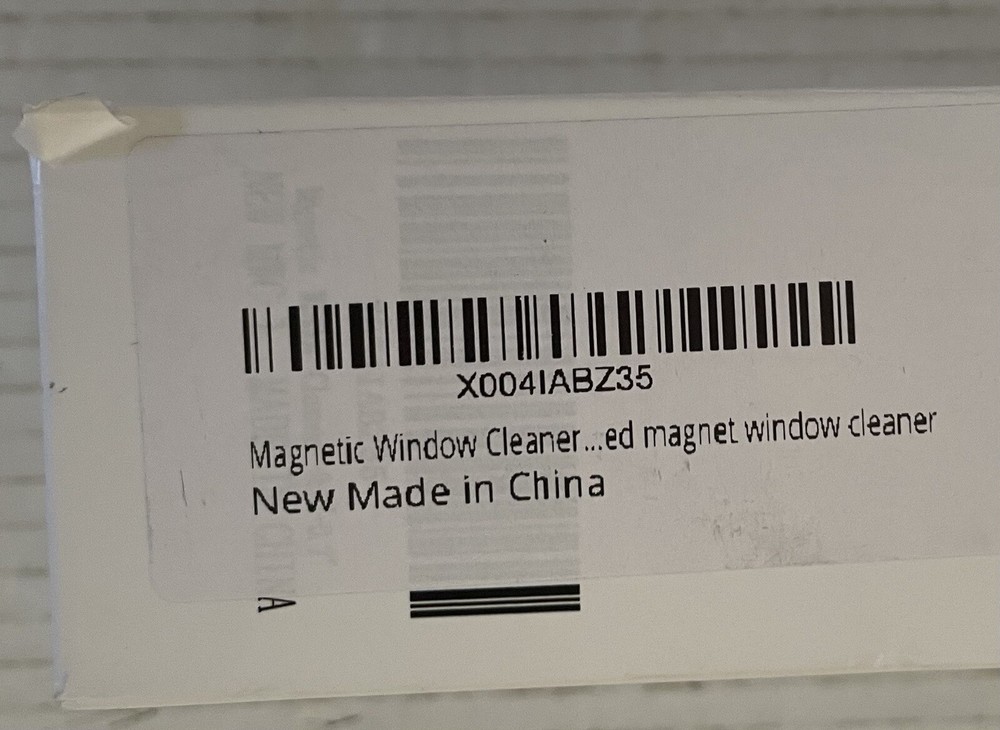 X004IABZ35
Magnetic Window Cleaner...ed magnet window cleaner
New Made in China
A